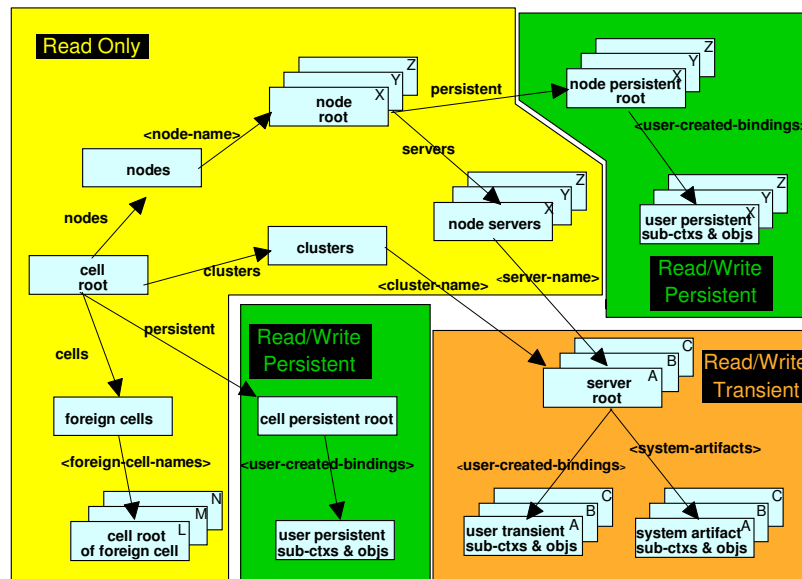 Read Only
Z
Y
X
node
root
persistent
Z
Y
X
node persistent
root
<node-name>
<user-created-bindings>
servers
nodes
Z
Y
X
node servers
Z
Y
X
user persistent
sub-ctxs & objs
nodes
clusters
cell
root
clusters
<cluster-name>
<server-name>
Read/Write
Persistent
persistent
cells
Read/Write
Persistent
C
B
A
server
root
Read/Write
Transient
foreign cells
cell persistent root
<foreign-cell-names>
<user-created-bindings>
<user-created-bindings>
<system-artifacts>
N
M
L
cell root
of foreign cell
user persistent
sub-ctxs & objs
C
B
A
user transient
sub-ctxs & objs
C
B
A
system artifact
sub-ctxs & objs